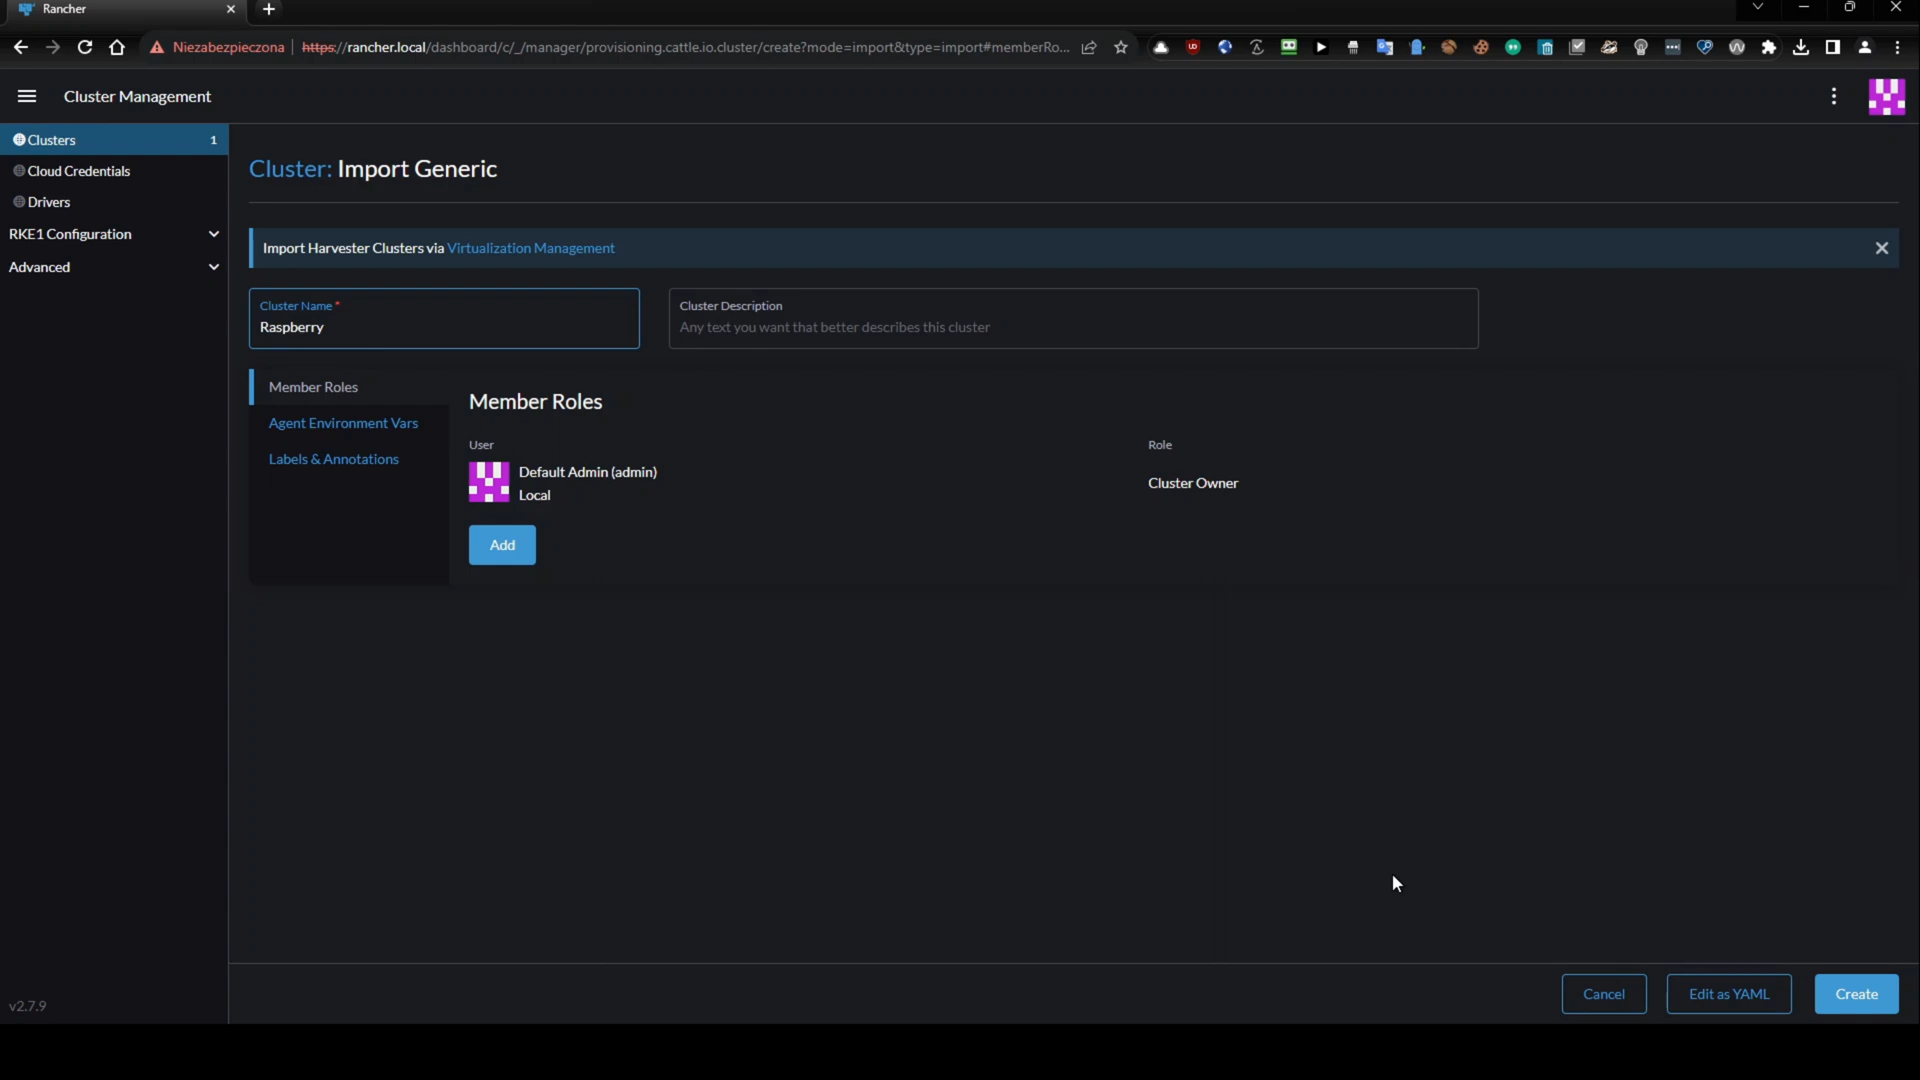 Rancher
Niezabezpieczona
https://rancher.local/dashboard/c/_/manager/provisioning.cattle.io.cluster/create?mode=import&type=import#memberRo...
Cluster Management
Clusters 1
Cloud Credentials
Drivers
RKE1 Configuration
Advanced
Cluster: Import Generic
Import Harvester Clusters via Virtualization Management
Cluster Name *
Raspberry
Cluster Description
Any text you want that better describes this cluster
Member Roles
Agent Environment Vars
Labels & Annotations
Member Roles
User
Role
Default Admin (admin)
Local
Cluster Owner
Add
v2.7.9
Cancel
Edit as YAML
Create